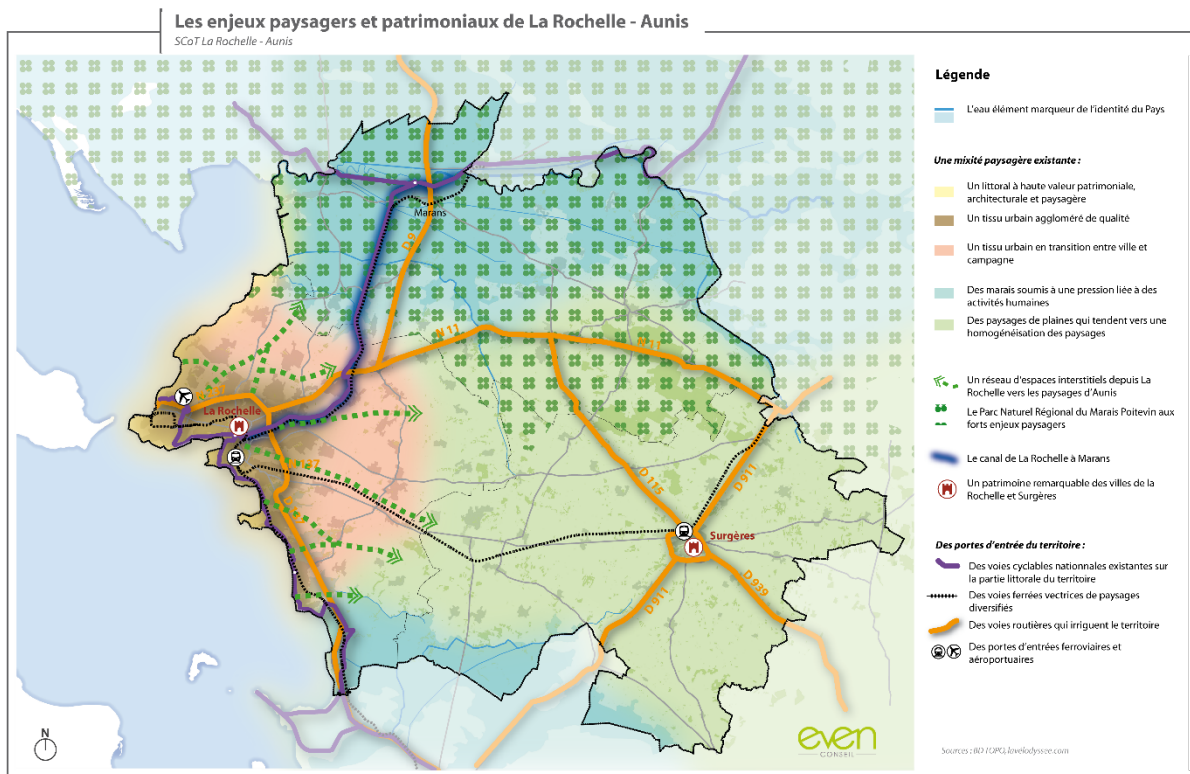 Les enjeux paysagers et patrimoniaux de La Rochelle - Aunis
SCoT La Rochelle - Aunis
Légende
L'eau élément marqueur de l'identité du Pays
Une mixité paysagère existante :
Un littoral à haute valeur patrimoniale,
architecturale et paysagère
Un tissu urbain aggloméré de qualité
Un tissu urbain en transition entre ville et
campagne
Des marais soumis à une pression liée à des
activités humaines
Des paysages de plaines qui tendent vers une
homogénéisation des paysages
Un réseau d'espaces interstitiels depuis La
Rochelle vers les paysages d'Aunis
Le Parc Naturel Régional du Marais Poitevin aux
forts enjeux paysagers
Le canal de La Rochelle à Marans
Un patrimoine remarquable des villes de la
Rochelle et Surgères
Des portes d'entrée du territoire :
Des voies cyclables nationales existantes sur
la partie littorale du territoire
Des voies ferrées vectrices de paysages
diversifiés
Des voies routières qui irriguent le territoire
Des portes d'entrées ferroviaires et
aéroportuaires
Marans
D 9
N 11
La Rochelle
D 115
D 911
Surgères
D 911
D 939
N
even
CONSEIL
Sources : BD TOPO, lavelodyssee.com